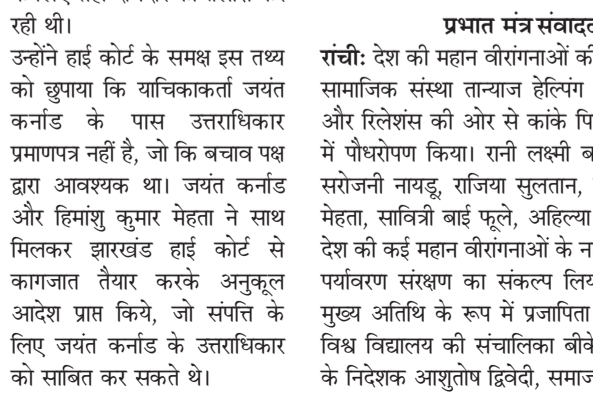 रही थी।
उन्होंने हाई कोर्ट के समक्ष इस तथ्य
को छुपाया कि याचिकाकर्ता जयंत
कर्नाड के पास उत्तराधिकार
प्रमाणपत्र नहीं है, जो कि बचाव पक्ष
द्वारा आवश्यक था। जयंत कर्नाड
और हिमांशु कुमार मेहता ने साथ
मिलकर झारखंड हाई कोर्ट से
कागजात तैयार करके अनुकूल
आदेश प्राप्त किये, जो संपत्ति के
लिए जयंत कर्नाड के उत्तराधिकार
को साबित कर सकते थे।
प्रभात मंत्र
रांची: देश की महान वीरांगनाओं की
सामाजिक संस्था तान्याज हेल्पिंग
और रिलेशंस की ओर से कांके
में पौधरोपण किया। रानी लक्ष्मी
सरोजनी नायडू, राजिया सुलतान,
मेहता, सावित्री बाई फूले, अहिल्या
देश की कई महान वीरांगनाओं के
पर्यावरण संरक्षण का संकल्प
मुख्य अतिथि के रूप में प्रजापिता
विश्व विद्यालय की संचालिका
के निदेशक आशुतोष द्विवेदी,